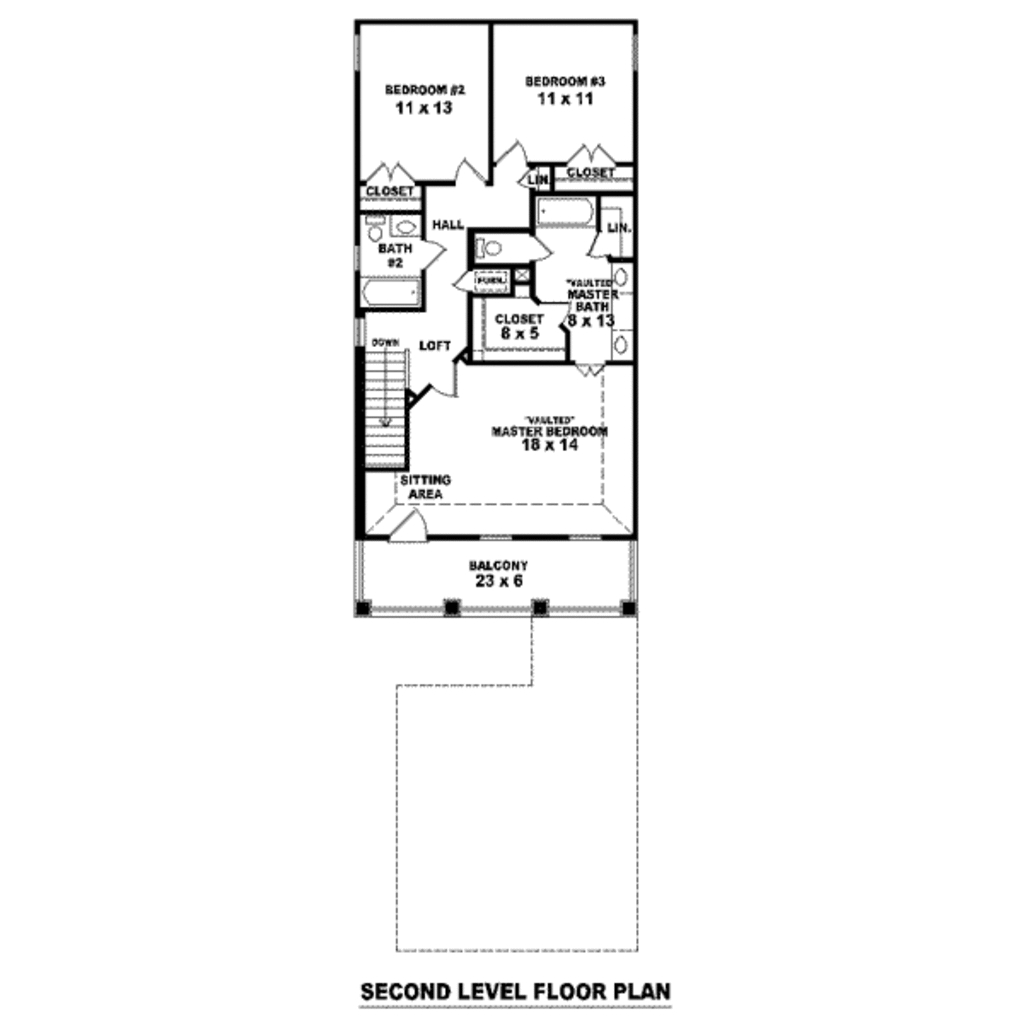 BEDROOM #2
11 x 13
BEDROOM #3
11 x 11
CLOSET
LIN.
CLOSET
HALL
LIN.
BATH
#2
FURN.
"VAULTED"
MASTER
BATH
8 x 13
CLOSET
8 x 5
DOWN
LOFT
"VAULTED"
MASTER BEDROOM
18 x 14
SITTING
AREA
BALCONY
23 x 6
SECOND LEVEL FLOOR PLAN